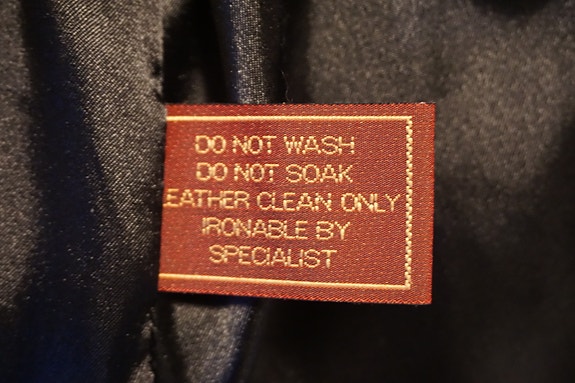 DO NOT WASH
DO NOT SOAK
EATHER CLEAN ONLY
IRONABLE BY
SPECIALIST